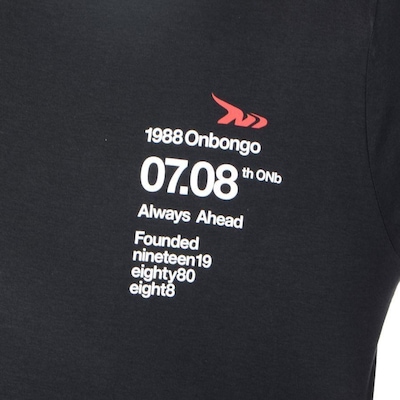 1988 Onbongo
07.08 th ONb
Always Ahead
Founded
nineteen19
eighty80
eight8